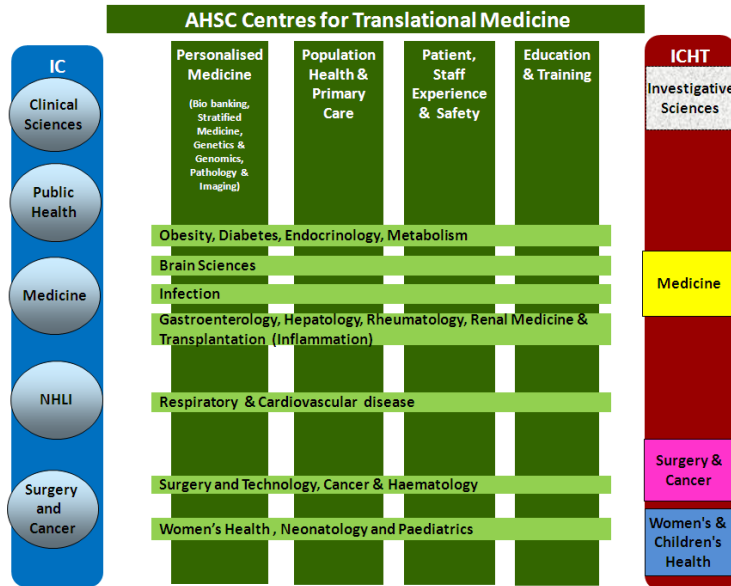 AHSC Centres for Translational Medicine
IC
Clinical
Sciences
Public
Health
Medicine
NHLI
Surgery
and
Cancer
Personalised
Medicine
(Bio banking,
Stratified
Medicine,
Genetics &
Genomics,
Pathology &
Imaging)
Population
Health &
Primary
Care
Patient,
Staff
Experience
& Safety
Education
& Training
Obesity, Diabetes, Endocrinology, Metabolism
Brain Sciences
Infection
Gastroenterology, Hepatology, Rheumatology, Renal Medicine &
Transplantation (Inflammation)
Respiratory & Cardiovascular disease
Surgery and Technology, Cancer & Haematology
Women's Health , Neonatology and Paediatrics
ICHT
Investigative
Sciences
Medicine
Surgery &
Cancer
Women's &
Children's
Health